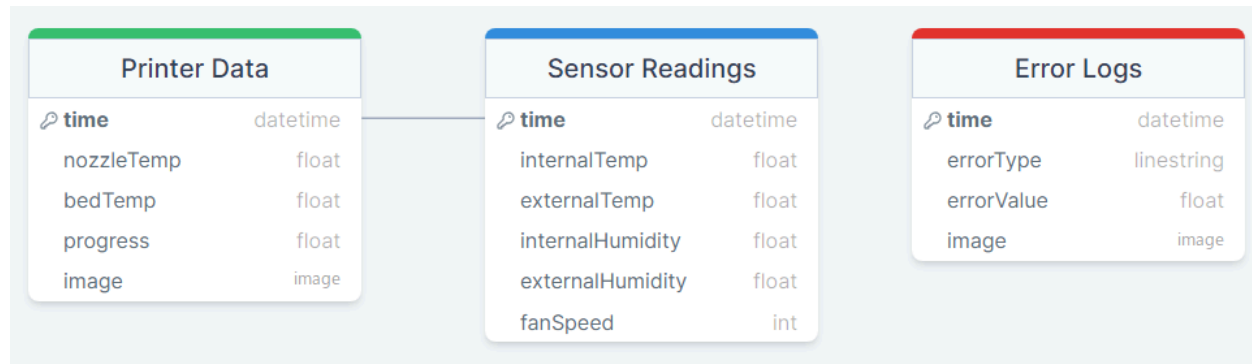 Printer Data
time datetime
nozzleTemp float
bedTemp float
progress float
image image
Sensor Readings
time datetime
internalTemp float
externalTemp float
internalHumidity float
externalHumidity float
fanSpeed int
Error Logs
time datetime
errorType linestring
errorValue float
image image